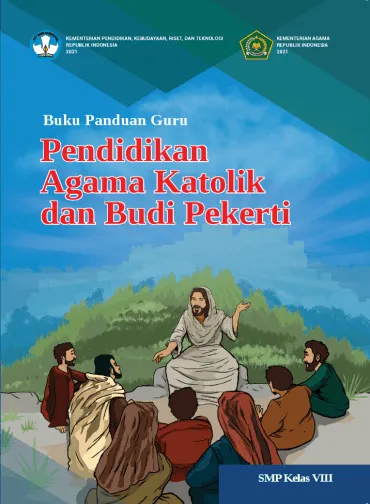 KEMENTERIAN PENDIDIKAN, KEBUDAYAAN, RISET, DAN TEKNOLOGI
REPUBLIK INDONESIA
2021
KEMENTERIAN AGAMA
REPUBLIK INDONESIA
2021
Buku Panduan Guru
Pendidikan
Agama Katolik
dan Budi Pekerti
SMP Kelas VIII